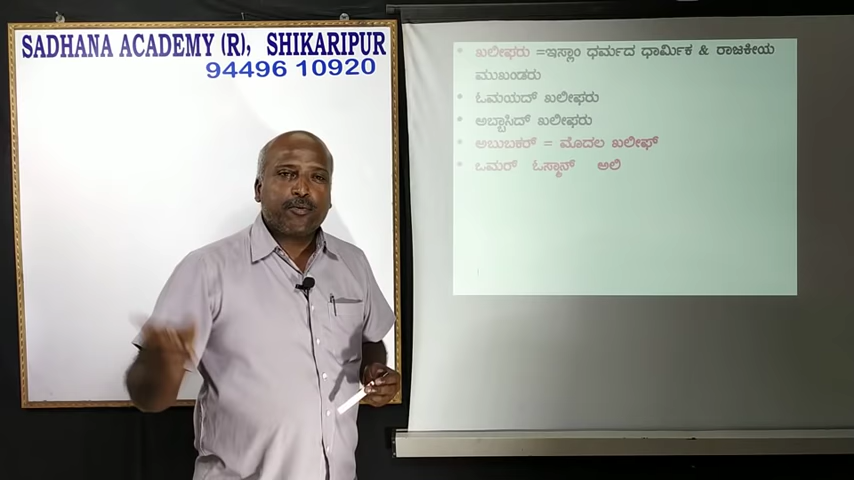 SADHANA ACADEMY (R), SHIKARIPUR
94496 10920
ಖಲೀಫರು =ಇಸ್ಲಾಂ ಧರ್ಮದ ಧಾರ್ಮಿಕ & ರಾಜಕೀಯ
ಮುಖಂಡರು
ಓಮಯದ್ ಖಲೀಫರು
ಅಬ್ಬಾಸಿದ್ ಖಲೀಫರು
ಅಬುಬಕರ್ = ಮೊದಲ ಖಲೀಫ್
ಒಮರ್ ಓಸ್ಮಾನ್ ಅಲಿ